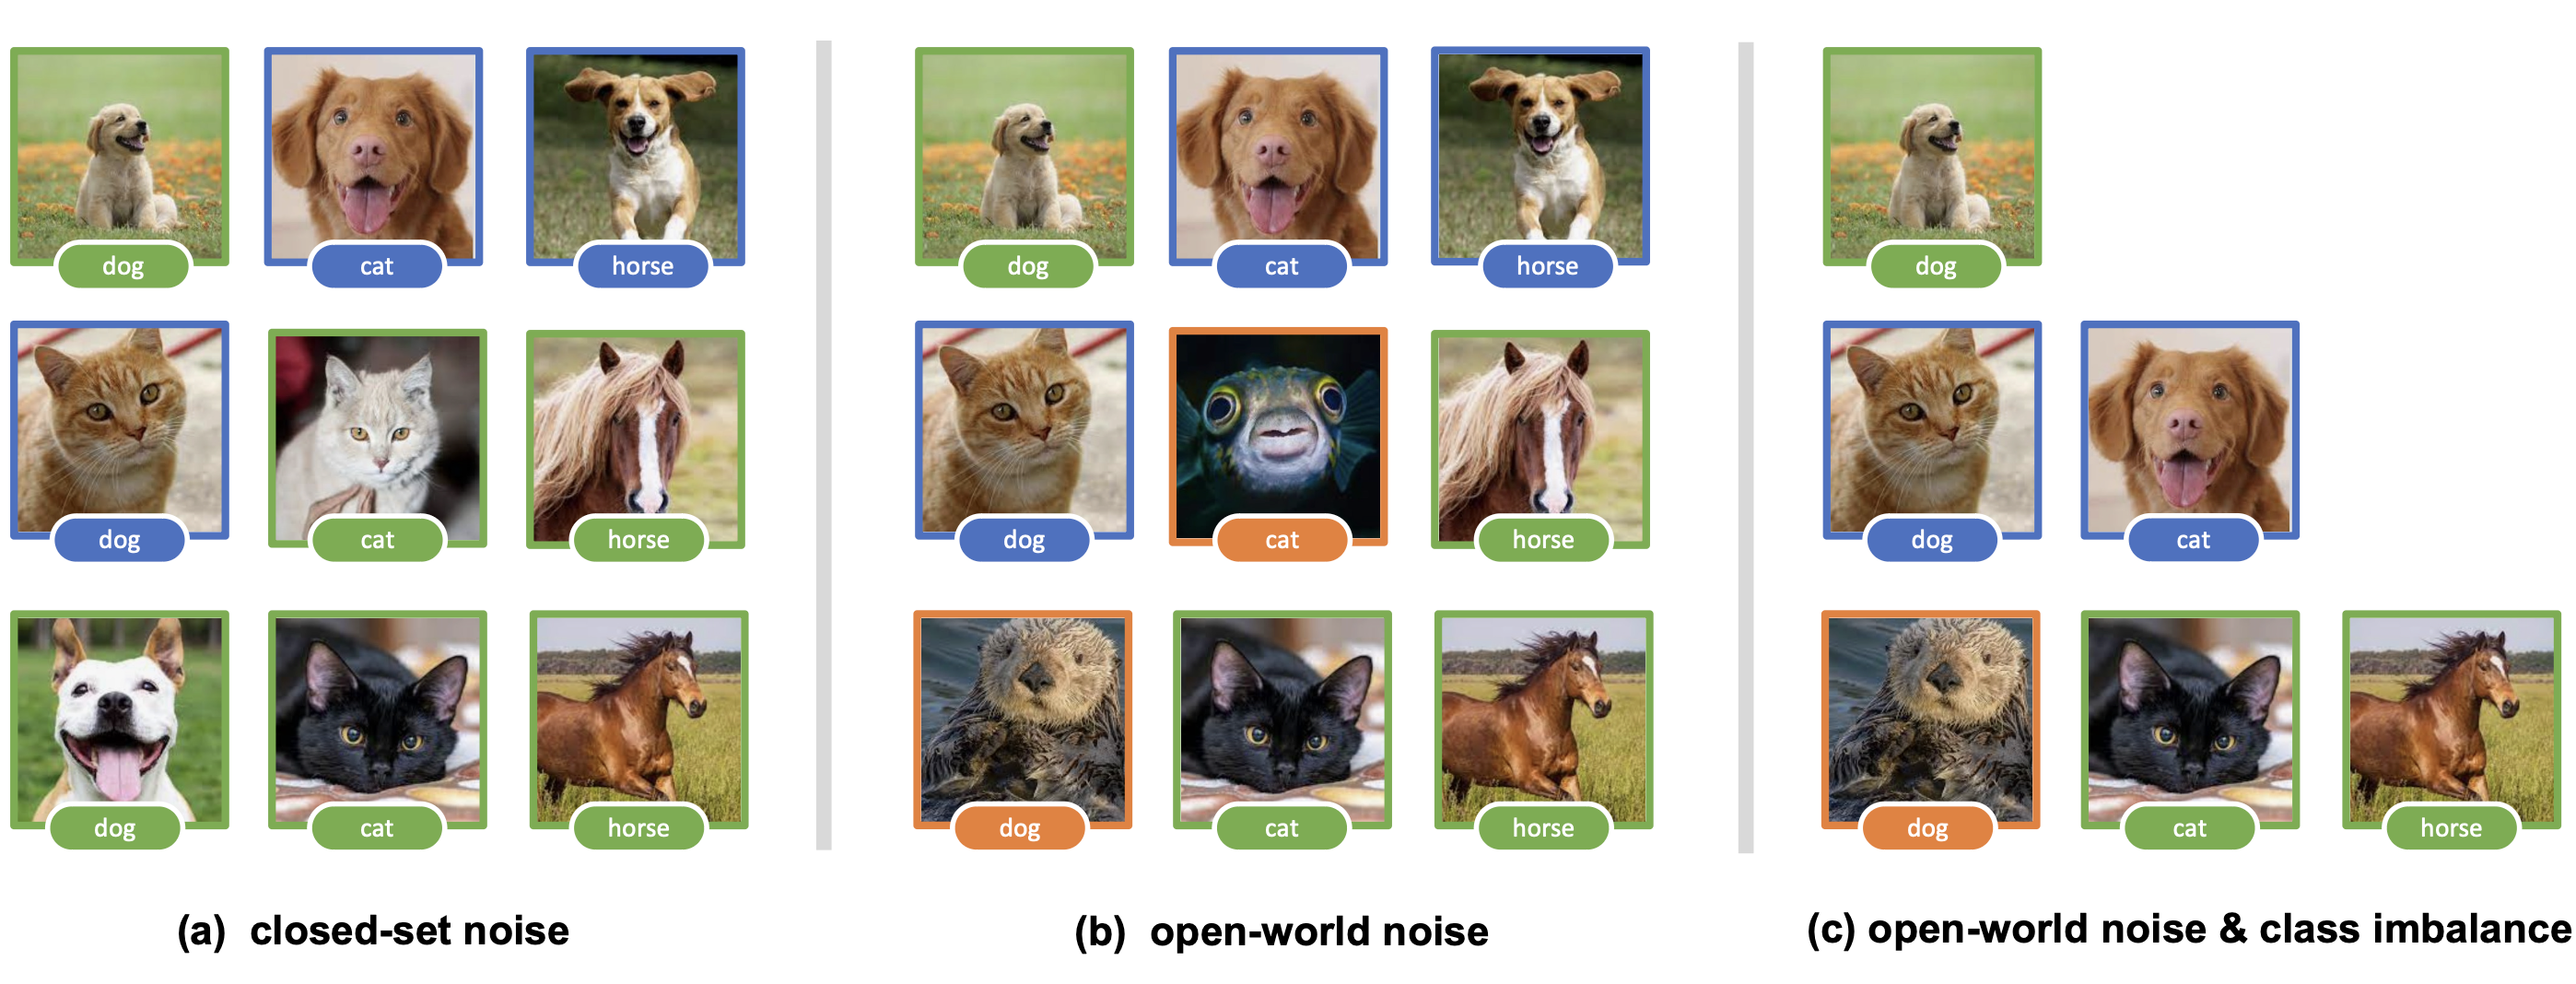 dog
cat
horse
dog
cat
horse
dog
cat
horse
(a) closed-set noise
dog
cat
horse
dog
cat
horse
dog
cat
horse
(b) open-world noise
dog
dog
cat
dog
cat
horse
(c) open-world noise & class imbalance